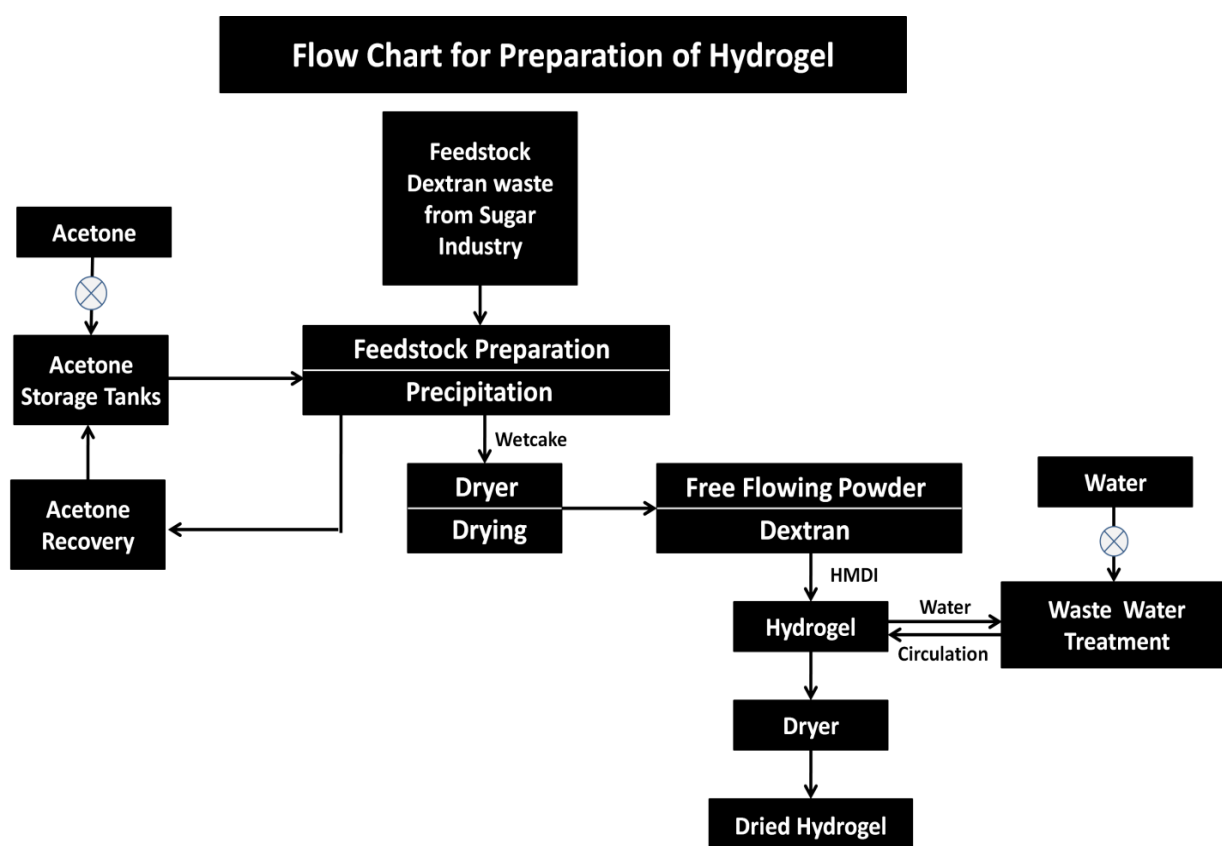 Flow Chart for Preparation of Hydrogel
Feedstock
Dextran waste
from Sugar
Industry
Acetone
Acetone
Storage Tanks
Feedstock Preparation
Precipitation
Wetcake
Acetone
Recovery
Dryer
Drying
Free Flowing Powder
Dextran
Water
HMDI
Hydrogel
Water
Circulation
Waste Water
Treatment
Dryer
Dried Hydrogel